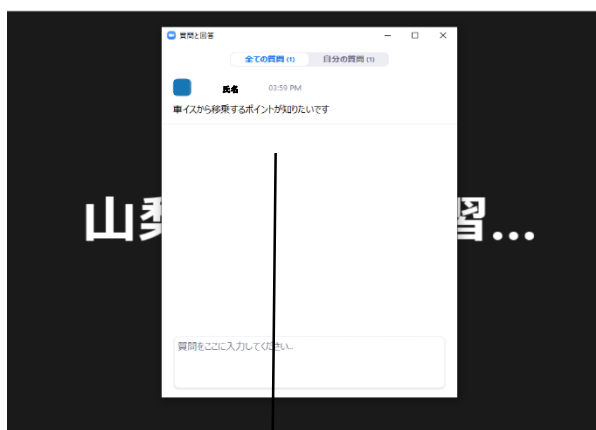 質問と回答
全ての質問 (1) 自分の質問 (1)
氏名 03:59 PM
車イスから移乗するポイントが知りたいです
山梨
習...
質問をここに入力してください...